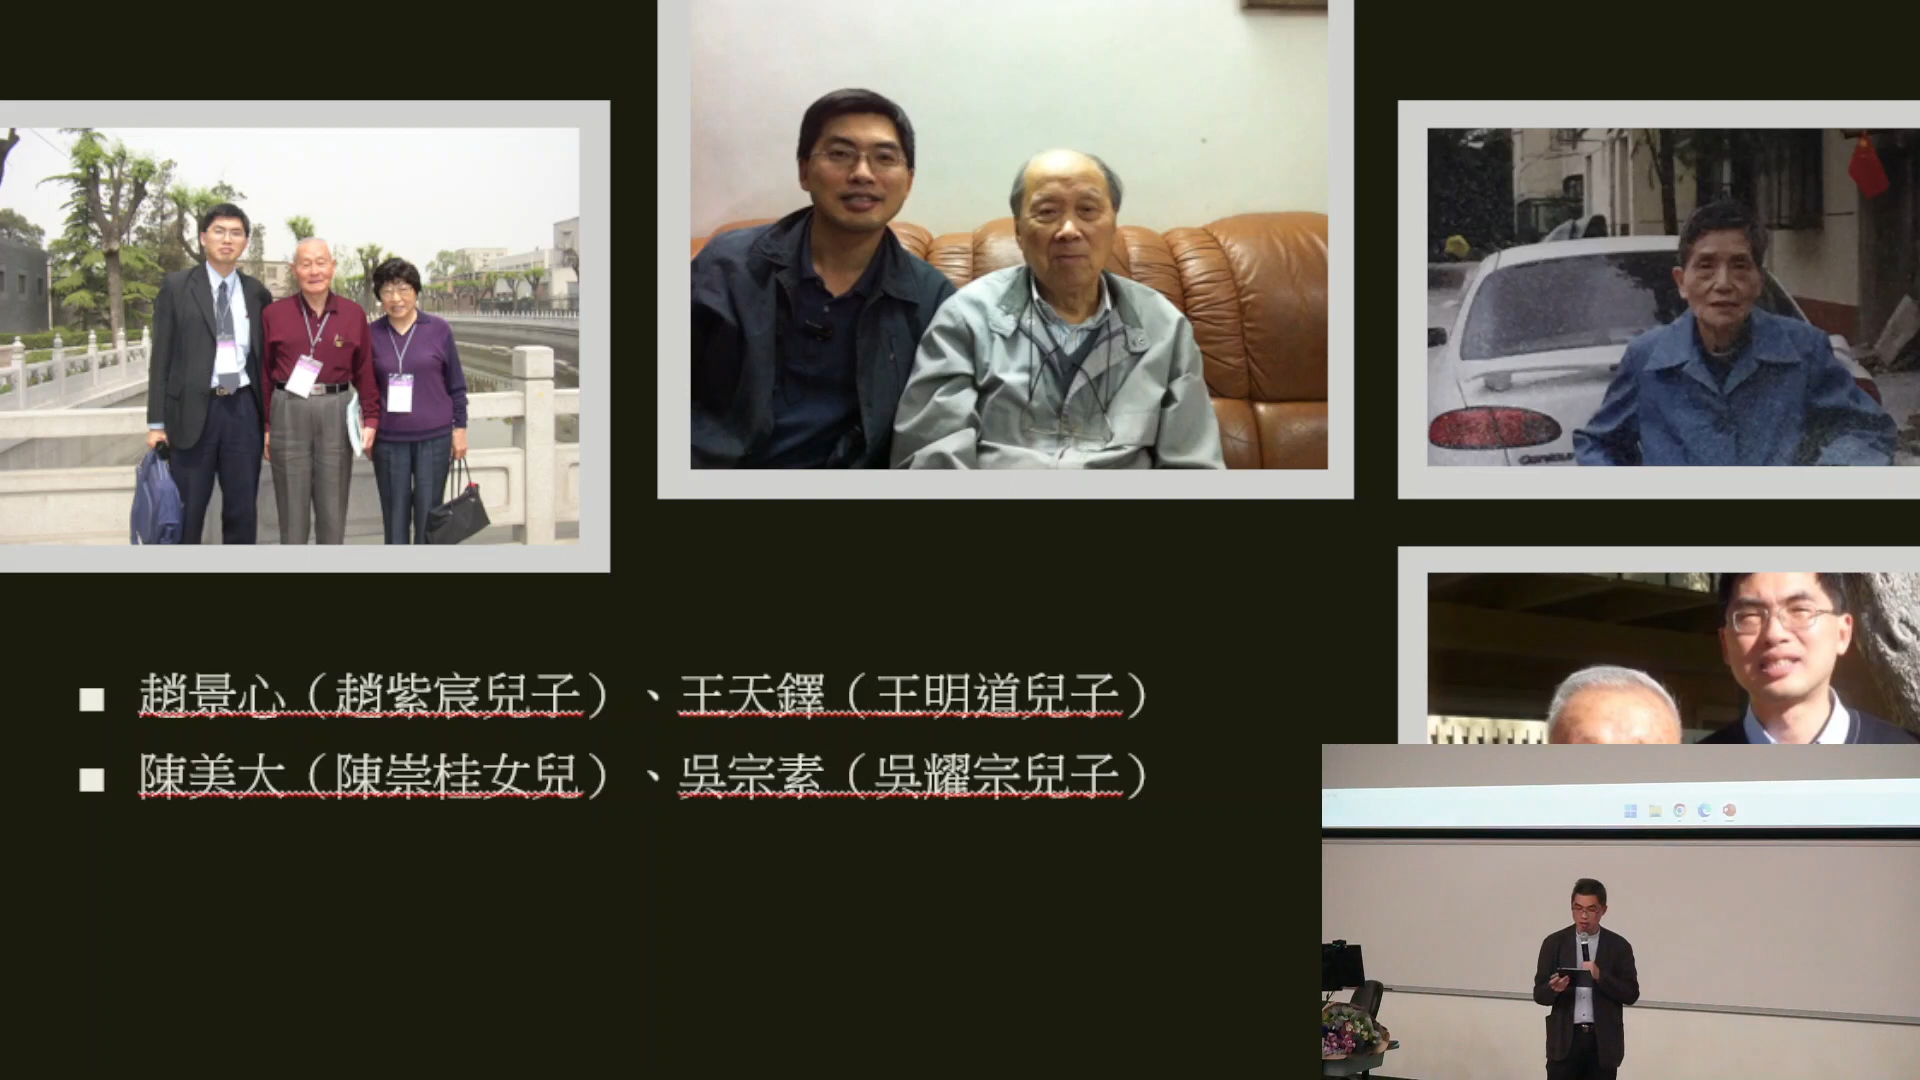 ■ 趙景心（趙紫宸兒子）、王天鐸（王明道兒子）
■ 陳美大（陳崇桂女兒）、吳宗素（吳耀宗兒子）